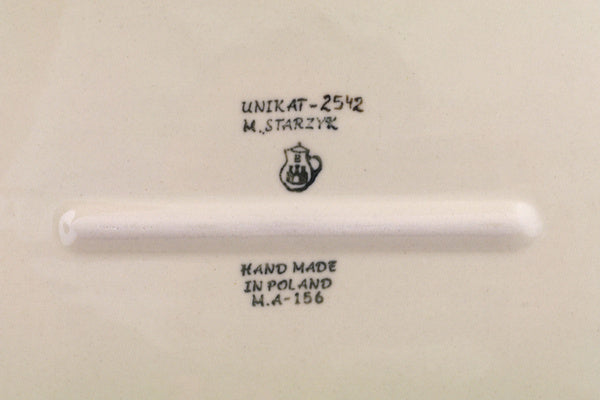 UNIKAT-2542
M. STARZYK
B
HAND MADE
IN POLAND
M.A-156